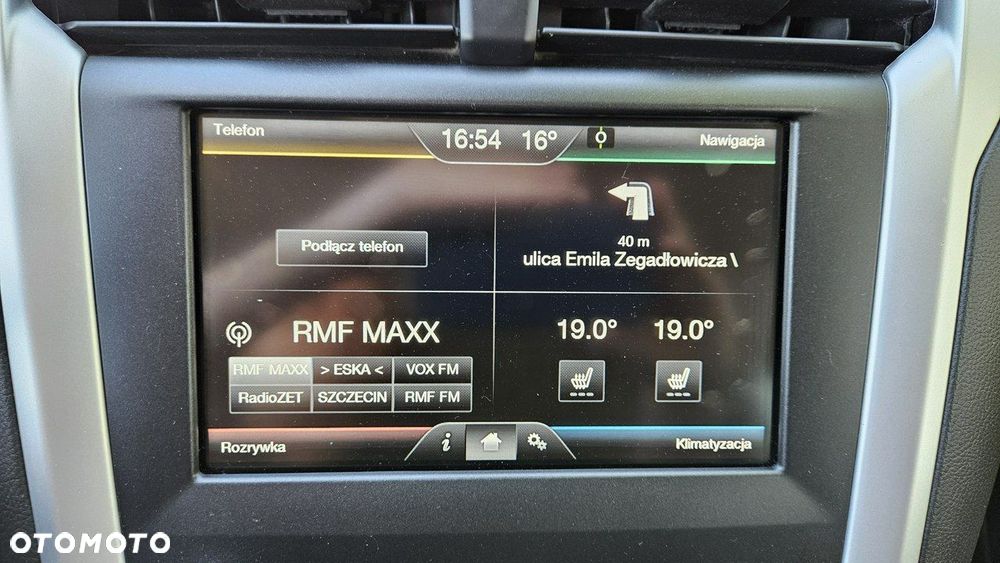 Telefon
16:54 16°
Nawigacja
40 m
ulica Emila Zegadłowicza \
Podłącz telefon
RMF MAXX
RMF MAXX > ESKA < VOX FM
RadioZET SZCZECIN RMF FM
19.0° 19.0°
Rozrywka
i
Klimatyzacja
OTOMOTO